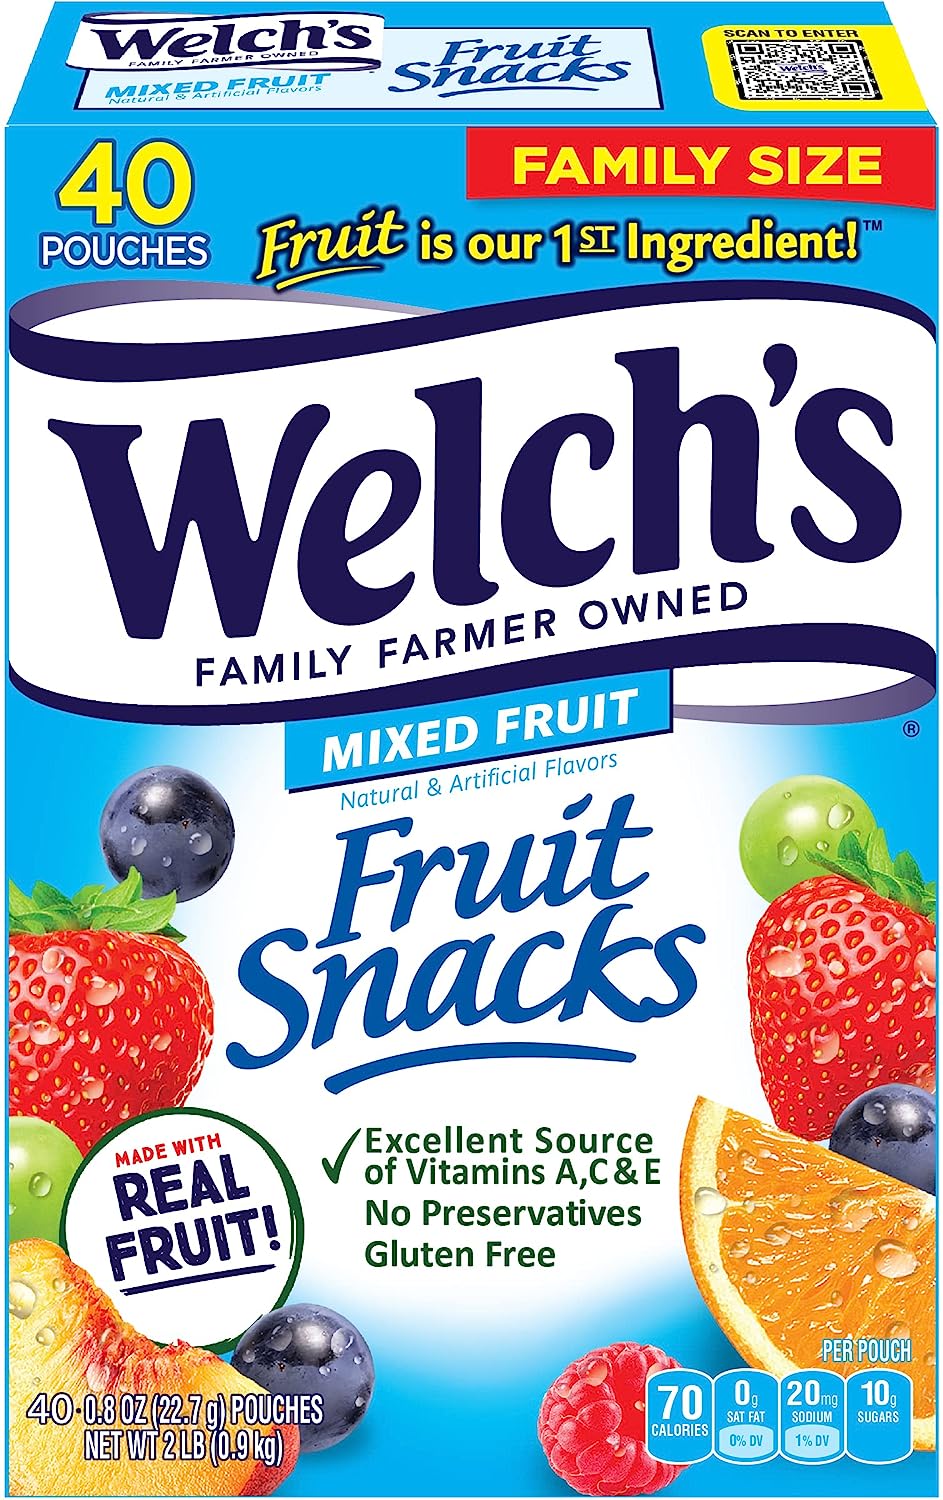 Welch's
FAMILY FARMER OWNED
MIXED FRUIT
Natural & Artificial Flavors
Fruit
Snacks
SCAN TO ENTER
Welch's
40
POUCHES
FAMILY SIZE
Fruit is our 1ST Ingredient!™
Welch's
FAMILY FARMER OWNED
®
MIXED FRUIT
Natural & Artificial Flavors
Fruit
Snacks
MADE WITH
REAL
FRUIT!
✓Excellent Source
of Vitamins A,C&E
No Preservatives
Gluten Free
40·0.8 OZ (22.7 g) POUCHES
NET WT 2 LB (0.9 kg)
PER POUCH
70
CALORIES
0g
SAT FAT
0% DV
20mg
SODIUM
1% DV
10g
SUGARS